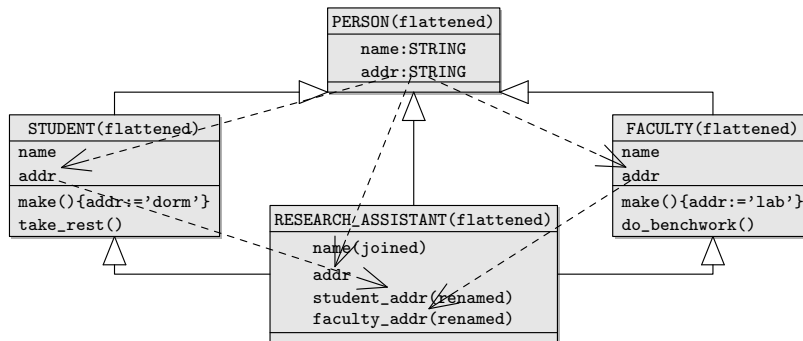 PERSON(flattened)
name:STRING
addr:STRING
STUDENT(flattened)
name
addr
make(){addr:='dorm'}
take_rest()
FACULTY(flattened)
name
addr
make(){addr:='lab'}
do_benchwork()
RESEARCH_ASSISTANT(flattened)
name(joined)
addr
student_addr(renamed)
faculty_addr(renamed)